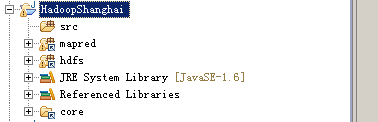 HadoopShanghai
src
mapred
hdfs
JRE System Library [JavaSE-1.6]
Referenced Libraries
core